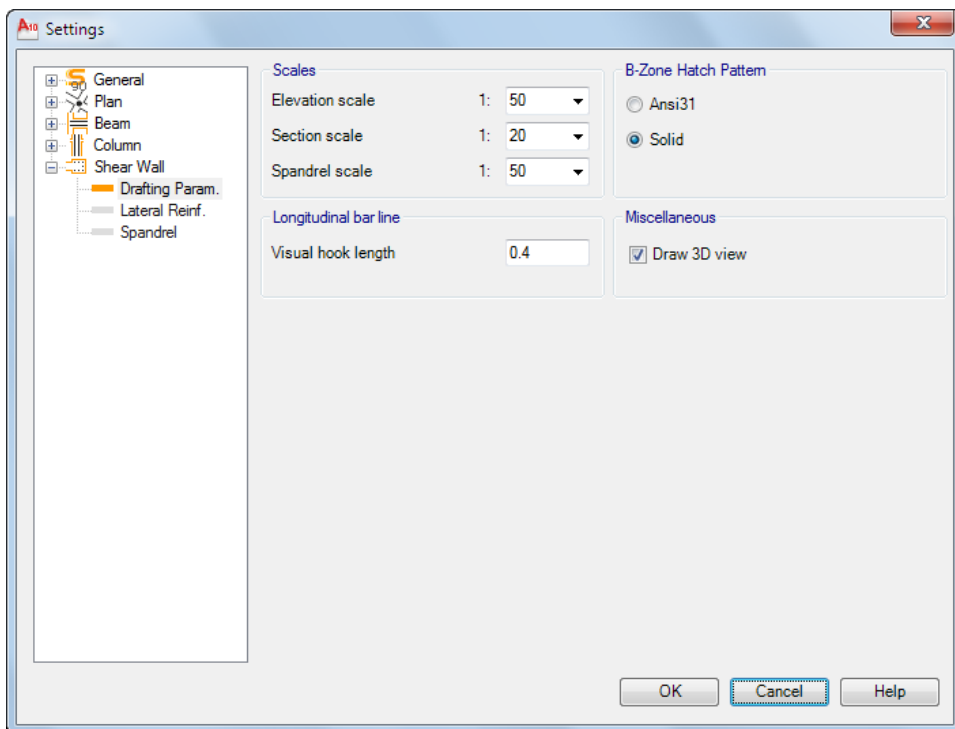 A10 Settings
General
Plan
Beam
Column
Shear Wall
Drafting Param.
Lateral Reinf.
Spandrel
Scales
Elevation scale 1: 50
Section scale 1: 20
Spandrel scale 1: 50
B-Zone Hatch Pattern
Ansi31
Solid
Longitudinal bar line
Visual hook length 0.4
Miscellaneous
Draw 3D view
OK Cancel Help